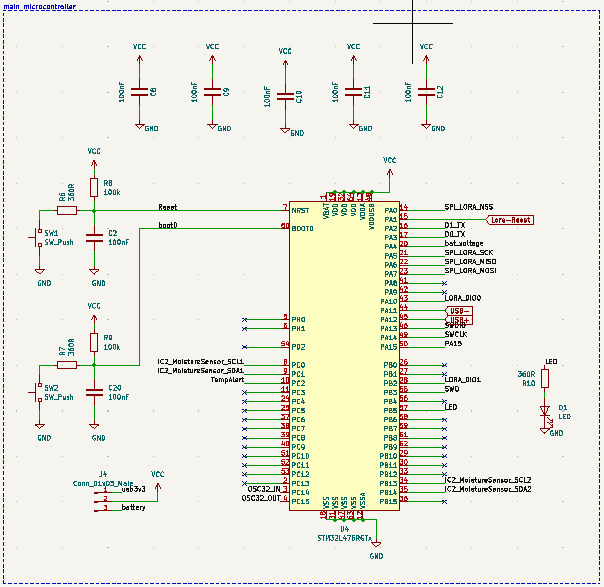 main_microcontroller
VCC VCC VCC VCC VCC
100nF C8 100nF C9 100nF C10 100nF C11 100nF C12
GND GND GND GND GND
VCC
R6 360R
R8 100k
SW1 SW_Push
C2 100nF
GND GND
VCC
R7 360R
R9 100k
SW2 SW_Push
C20 100nF
GND GND
J4
Conn_01x03_Male
1 usb3v3
2
3 battery
VCC
VCC
VBAT VDD VDD VDD VDDA VDDUSB
Reset 7 NRST
boot0 60 BOOT0
5 PH0
6 PH1
54 PD2
IC2_MoistureSensor_SCL1 8 PC0
IC2_MoistureSensor_SDA1 9 PC1
TempAlert 10 PC2
11 PC3
24 PC4
25 PC5
37 PC6
38 PC7
39 PC8
40 PC9
51 PC10
52 PC11
53 PC12
2 PC13
OSC32_IN 3 PC14
OSC32_OUT 4 PC15
PA0 14 SPI_LORA_NSS
PA1 15 Lora-Reset
PA2 16 D1_TX
PA3 17 D0_TX
PA4 20 bat_voltage
PA5 21 SPI_LORA_SCK
PA6 22 SPI_LORA_MISO
PA7 23 SPI_LORA_MOSI
PA8 41
PA9 42
PA10 43 LORA_DIO0
PA11 44 USB-
PA12 45 USB+
PA13 46 SWDIO
PA14 49 SWCLK
PA15 50 PA15
PB0 26
PB1 27
PB2 28 LORA_DIO1
PB3 55 SWO
PB4 56
PB5 57 LED
PB6 58
PB7 59
PB8 61
PB9 62
PB10 29
PB11 30
PB12 33
PB13 34 IC2_MoistureSensor_SCL2
PB14 35 IC2_MoistureSensor_SDA2
PB15 36
VSS VSS VSS VSS VSSA
U4
STM32L476RGTx
GND
LED
360R
R10
D1
LED
GND